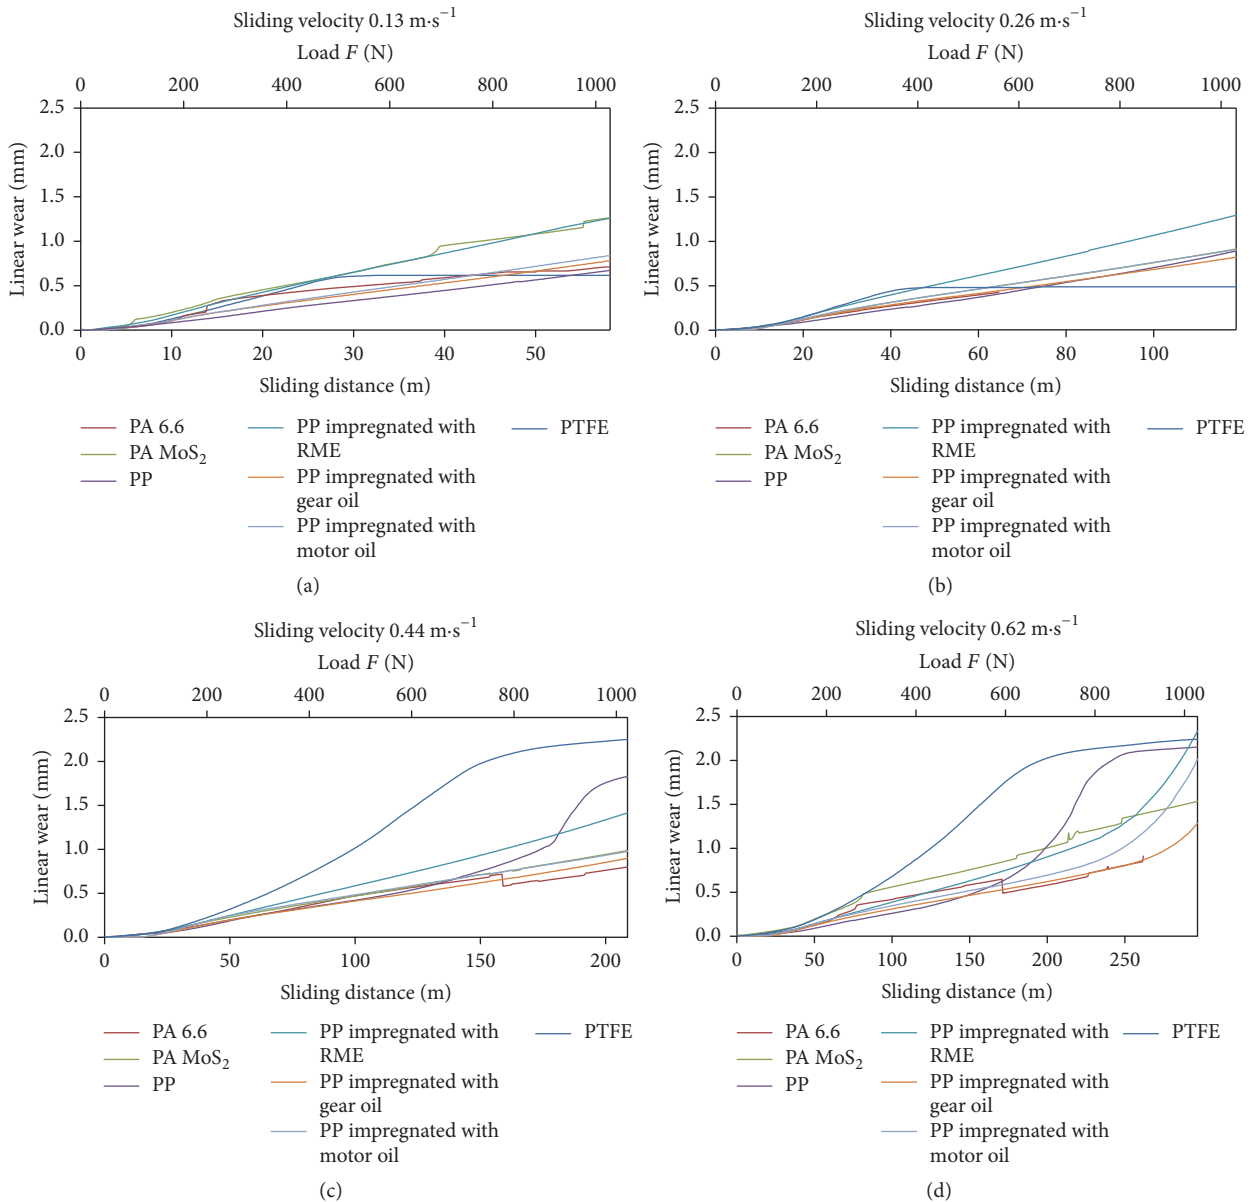 Sliding velocity 0.13 m·s⁻¹
Load F (N)
0 200 400 600 800 1000
2.5
2.0
1.5
1.0
0.5
0.0
Linear wear (mm)
0 10 20 30 40 50
Sliding distance (m)
PA 6.6
PA MoS₂
PP
PP impregnated with
RME
PP impregnated with
gear oil
PP impregnated with
motor oil
PTFE
(a)
Sliding velocity 0.26 m·s⁻¹
Load F (N)
0 200 400 600 800 1000
2.5
2.0
1.5
1.0
0.5
0.0
Linear wear (mm)
0 20 40 60 80 100
Sliding distance (m)
PA 6.6
PA MoS₂
PP
PP impregnated with
RME
PP impregnated with
gear oil
PP impregnated with
motor oil
PTFE
(b)
Sliding velocity 0.44 m·s⁻¹
Load F (N)
0 200 400 600 800 1000
2.5
2.0
1.5
1.0
0.5
0.0
Linear wear (mm)
0 50 100 150 200
Sliding distance (m)
PA 6.6
PA MoS₂
PP
PP impregnated with
RME
PP impregnated with
gear oil
PP impregnated with
motor oil
PTFE
(c)
Sliding velocity 0.62 m·s⁻¹
Load F (N)
0 200 400 600 800 1000
2.5
2.0
1.5
1.0
0.5
0.0
Linear wear (mm)
0 50 100 150 200 250
Sliding distance (m)
PA 6.6
PA MoS₂
PP
PP impregnated with
RME
PP impregnated with
gear oil
PP impregnated with
motor oil
PTFE
(d)